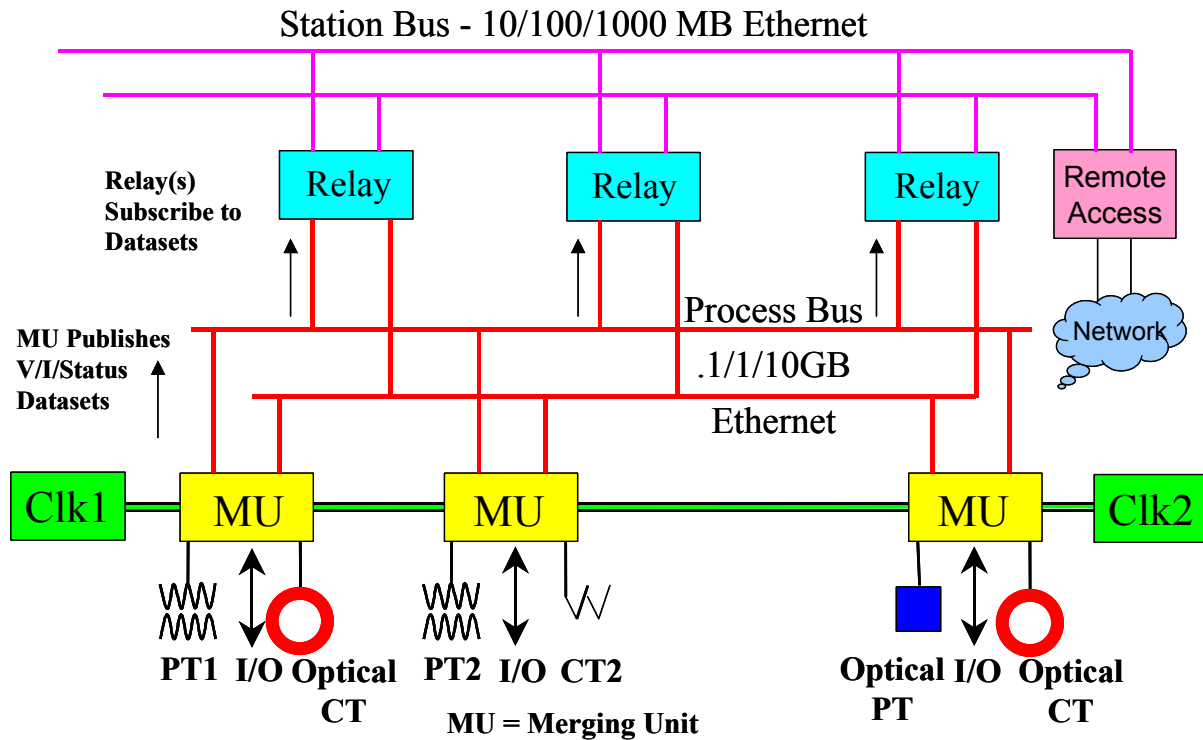 Station Bus - 10/100/1000 MB Ethernet
Relay(s)
Subscribe to
Datasets
Relay
Relay
Relay
Remote
Access
Network
MU Publishes
V/I/Status
Datasets
Process Bus
.1/1/10GB
Ethernet
Clk1
MU
MU
MU
Clk2
PT1
I/O
Optical
CT
PT2
I/O
CT2
Optical
PT
I/O
Optical
CT
MU = Merging Unit